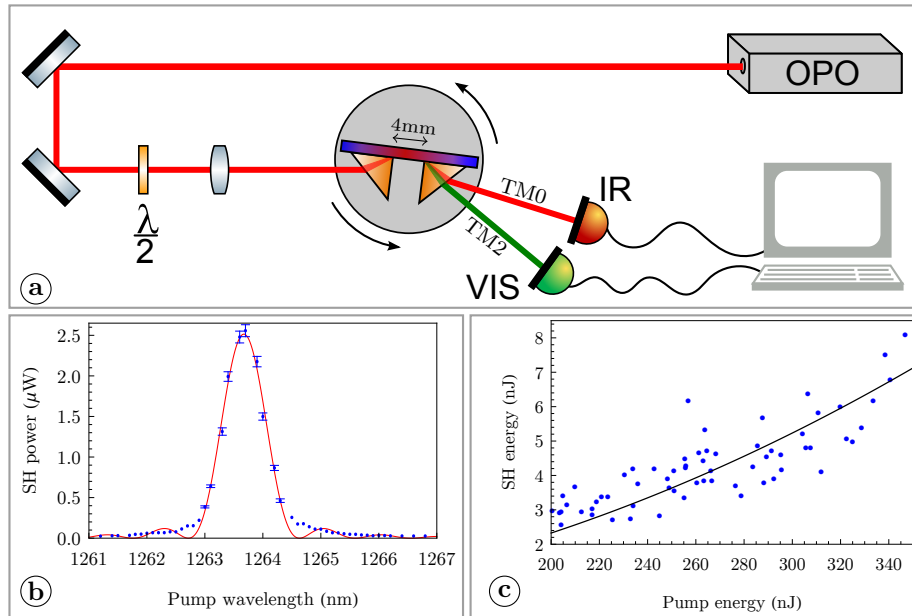 OPO
4mm
λ
2
TM0
IR
TM2
VIS
a
SH power (μW)
2.5
2.0
1.5
1.0
0.5
0.0
1261 1262 1263 1264 1265 1266 1267
Pump wavelength (nm)
b
SH energy (nJ)
8
7
6
5
4
3
2
200 220 240 260 280 300 320 340
Pump energy (nJ)
c